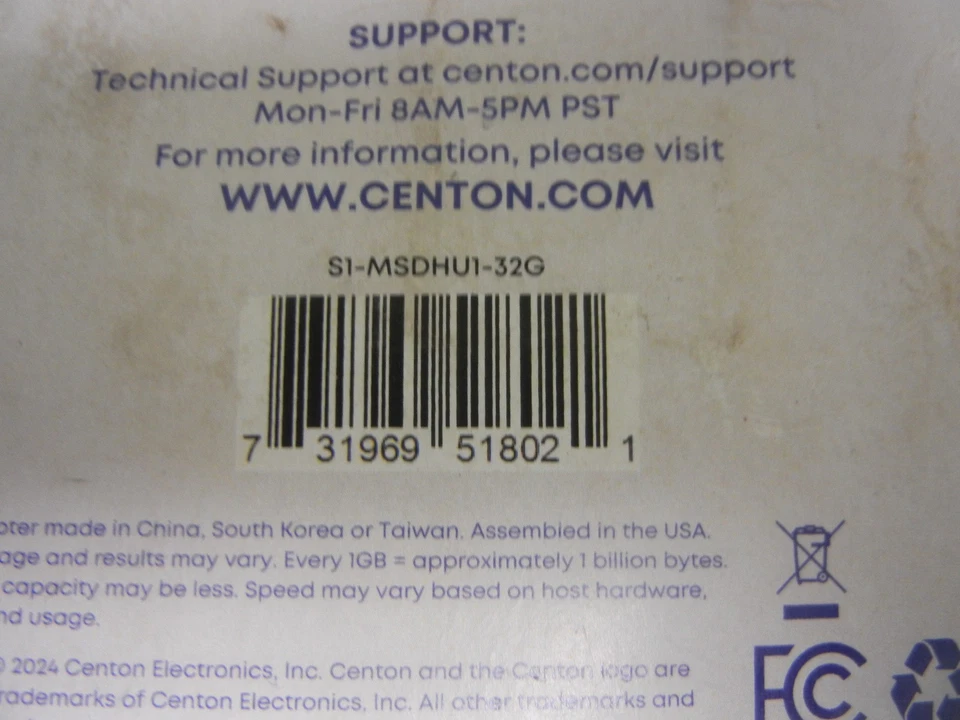 SUPPORT:
Technical Support at centon.com/support
Mon-Fri 8AM-5PM PST
For more information, please visit
WWW.CENTON.COM
S1-MSDHU1-32G
7 31969 51802 1
pter made in China, South Korea or Taiwan. Assembled in the USA.
age and results may vary. Every 1GB = approximately 1 billion bytes.
capacity may be less. Speed may vary based on host hardware,
nd usage.
© 2024 Centon Electronics, Inc. Centon and the Centon logo are
rademarks of Centon Electronics, Inc. All other trademarks and
FC